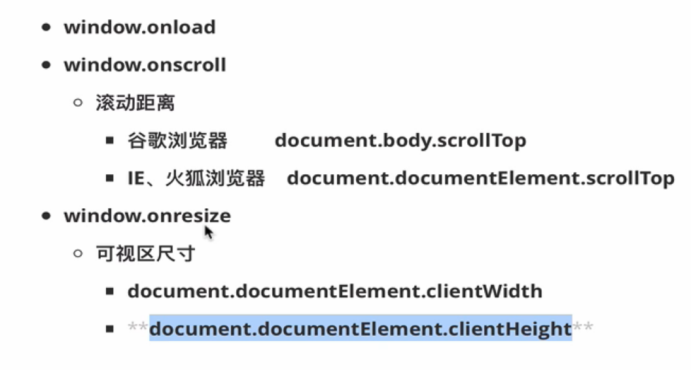 window.onload
window.onscroll
滚动距离
谷歌浏览器 document.body.scrollTop
IE、火狐浏览器 document.documentElement.scrollTop
window.onresize
可视区尺寸
document.documentElement.clientWidth
**document.documentElement.clientHeight**